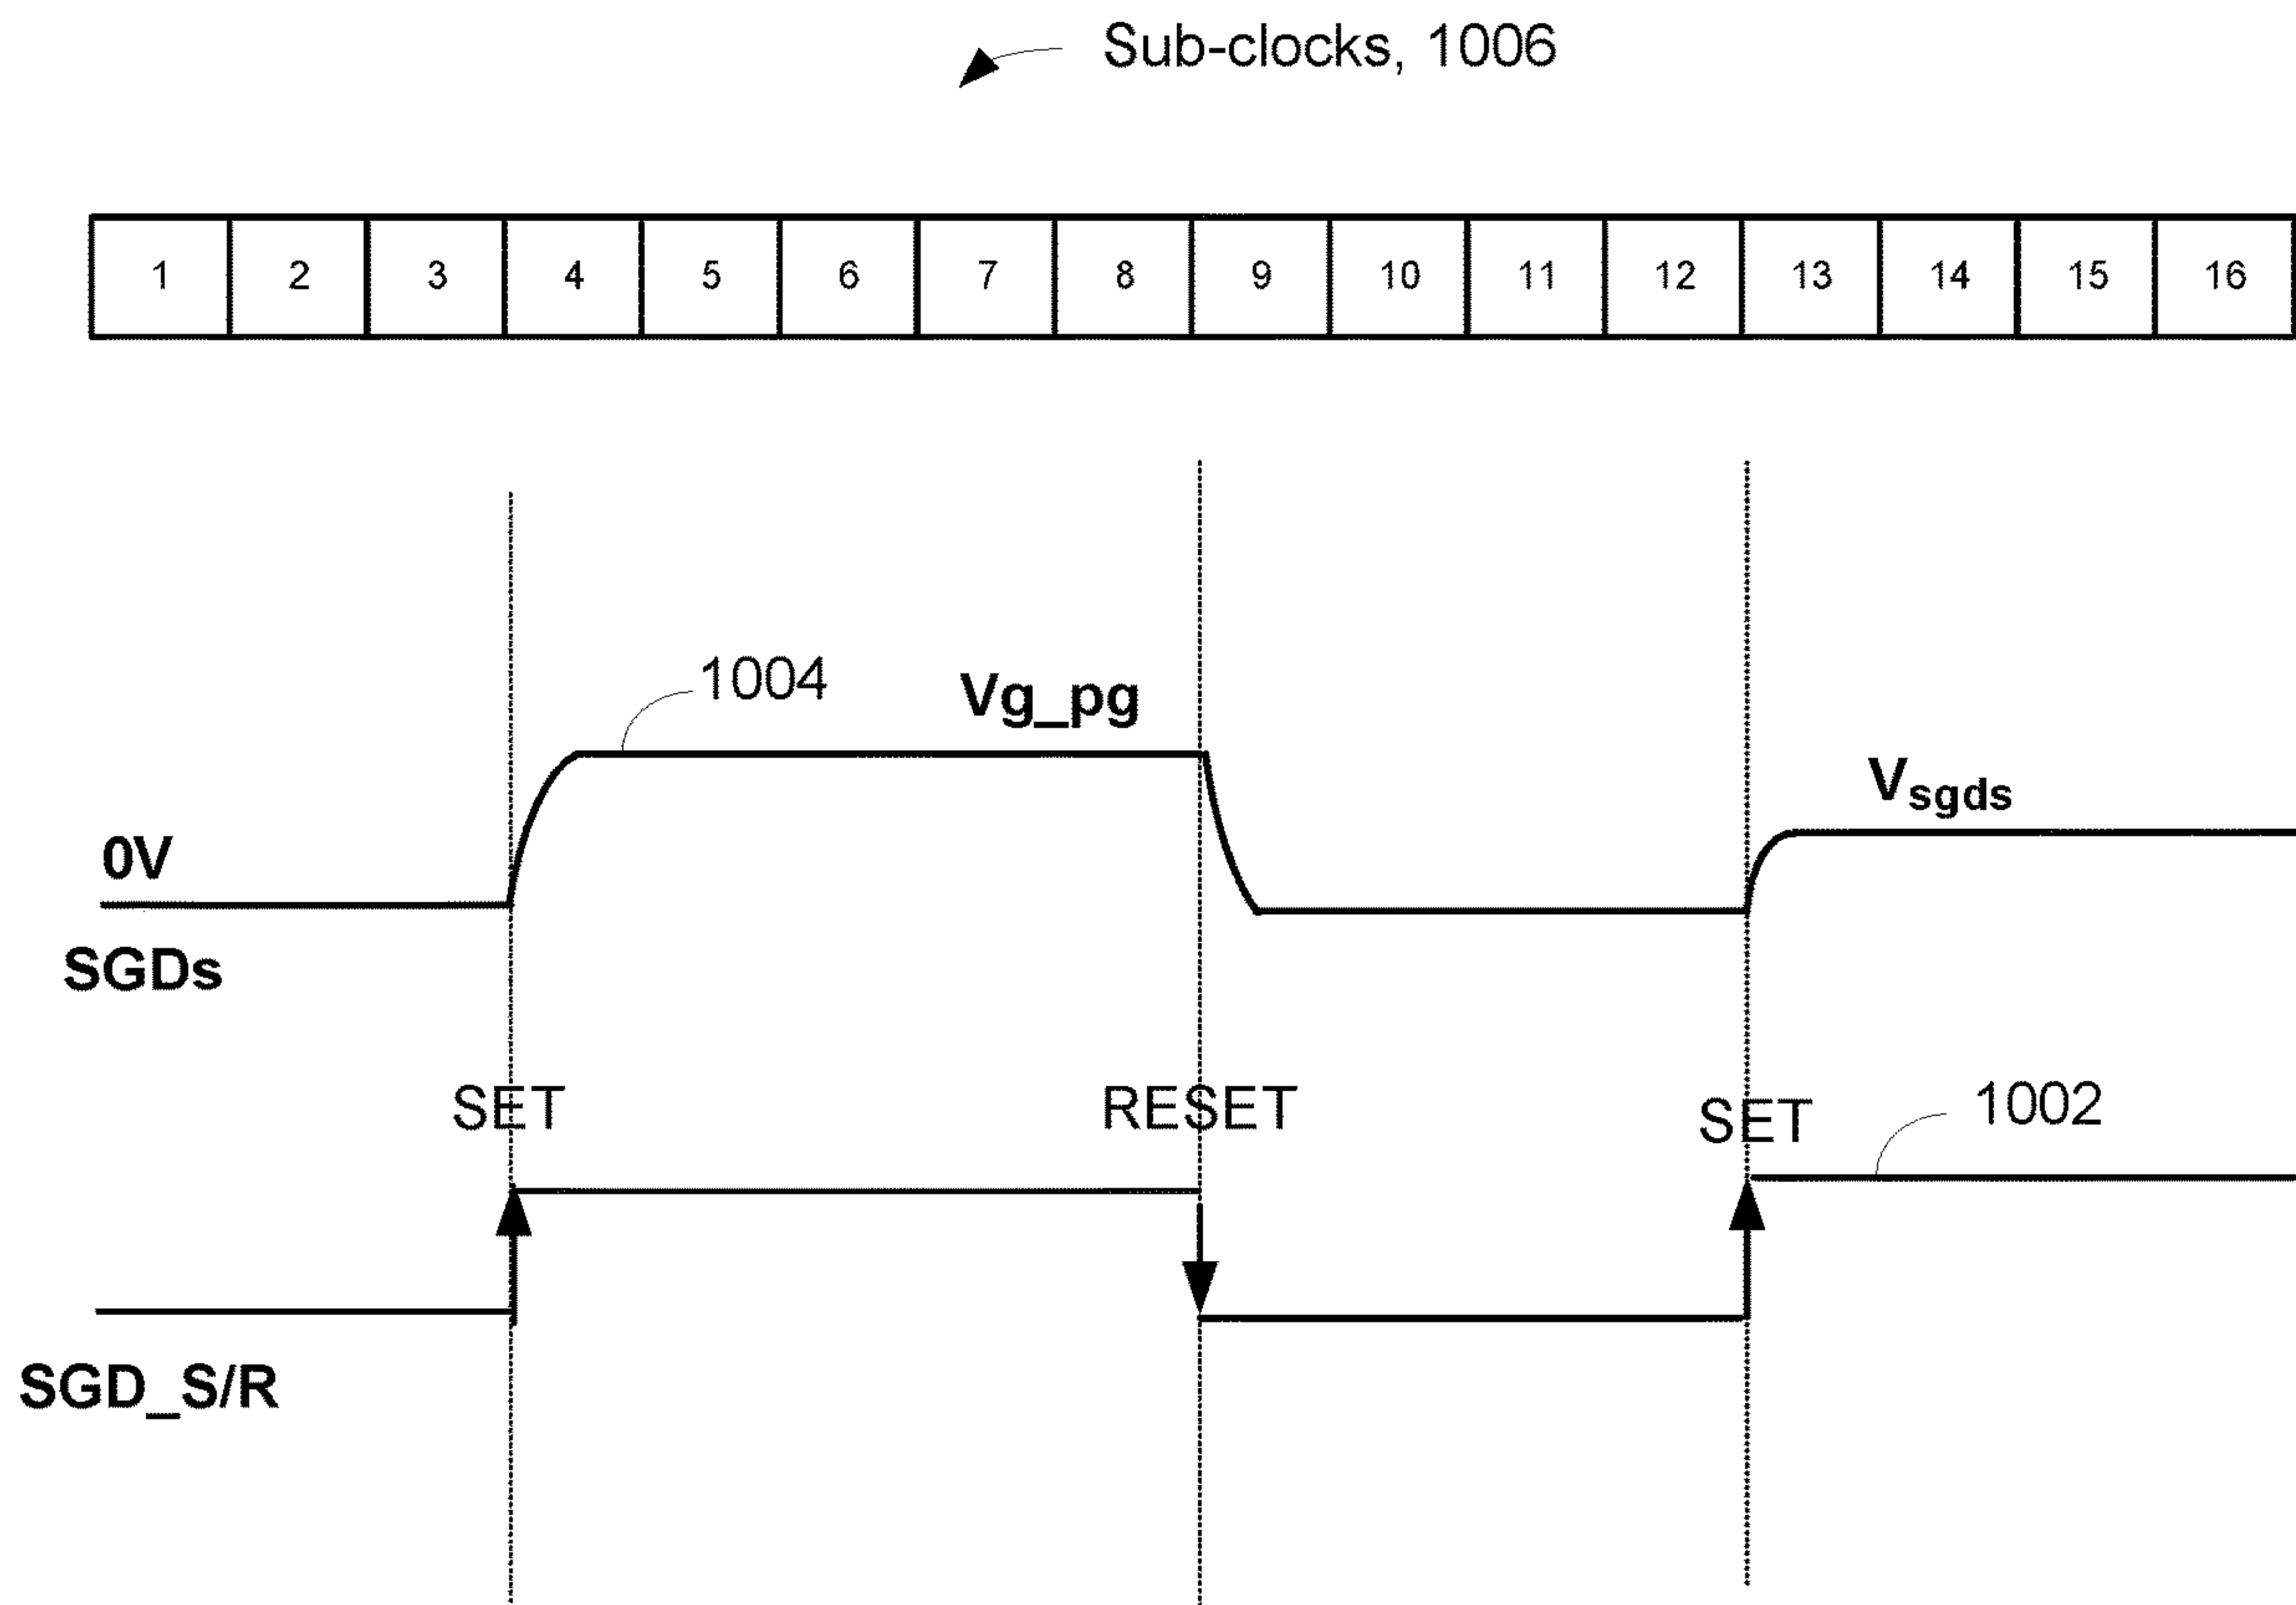 Sub-clocks, 1006
1 2 3 4 5 6 7 8 9 10 11 12 13 14 15 16
1004
Vg_pg
Vsgds
0V
SGDs
SET
RESET
SET
1002
SGD_S/R